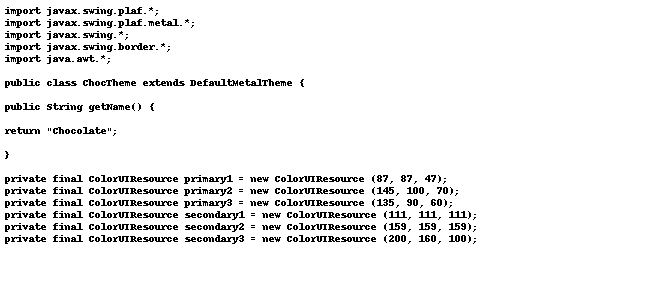 import javax.swing.plaf.*;
import javax.swing.plaf.metal.*;
import javax.swing.*;
import javax.swing.border.*;
import java.awt.*;
public class ChocTheme extends DefaultMetalTheme {
public String getName() {
return "Chocolate";
}
private final ColorUIResource primary1 = new ColorUIResource (87, 87, 47);
private final ColorUIResource primary2 = new ColorUIResource (145, 100, 70);
private final ColorUIResource primary3 = new ColorUIResource (135, 90, 60);
private final ColorUIResource secondary1 = new ColorUIResource (111, 111, 111);
private final ColorUIResource secondary2 = new ColorUIResource (159, 159, 159);
private final ColorUIResource secondary3 = new ColorUIResource (200, 160, 100);